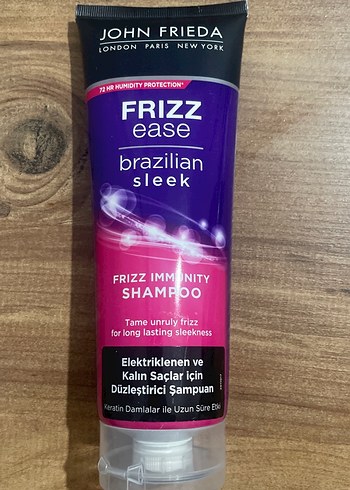 JOHN FRIEDA
LONDON PARIS NEW YORK
72 HR HUMIDITY PROTECTION*
FRIZZ
ease
brazilian
sleek
FRIZZ IMMUNITY
SHAMPOO
Tame unruly frizz
for long lasting sleekness
Elektriklenen ve
Kalın Saçlar için
Düzleştirici Şampuan
Keratin Damlalar ile Uzun Süre Etki